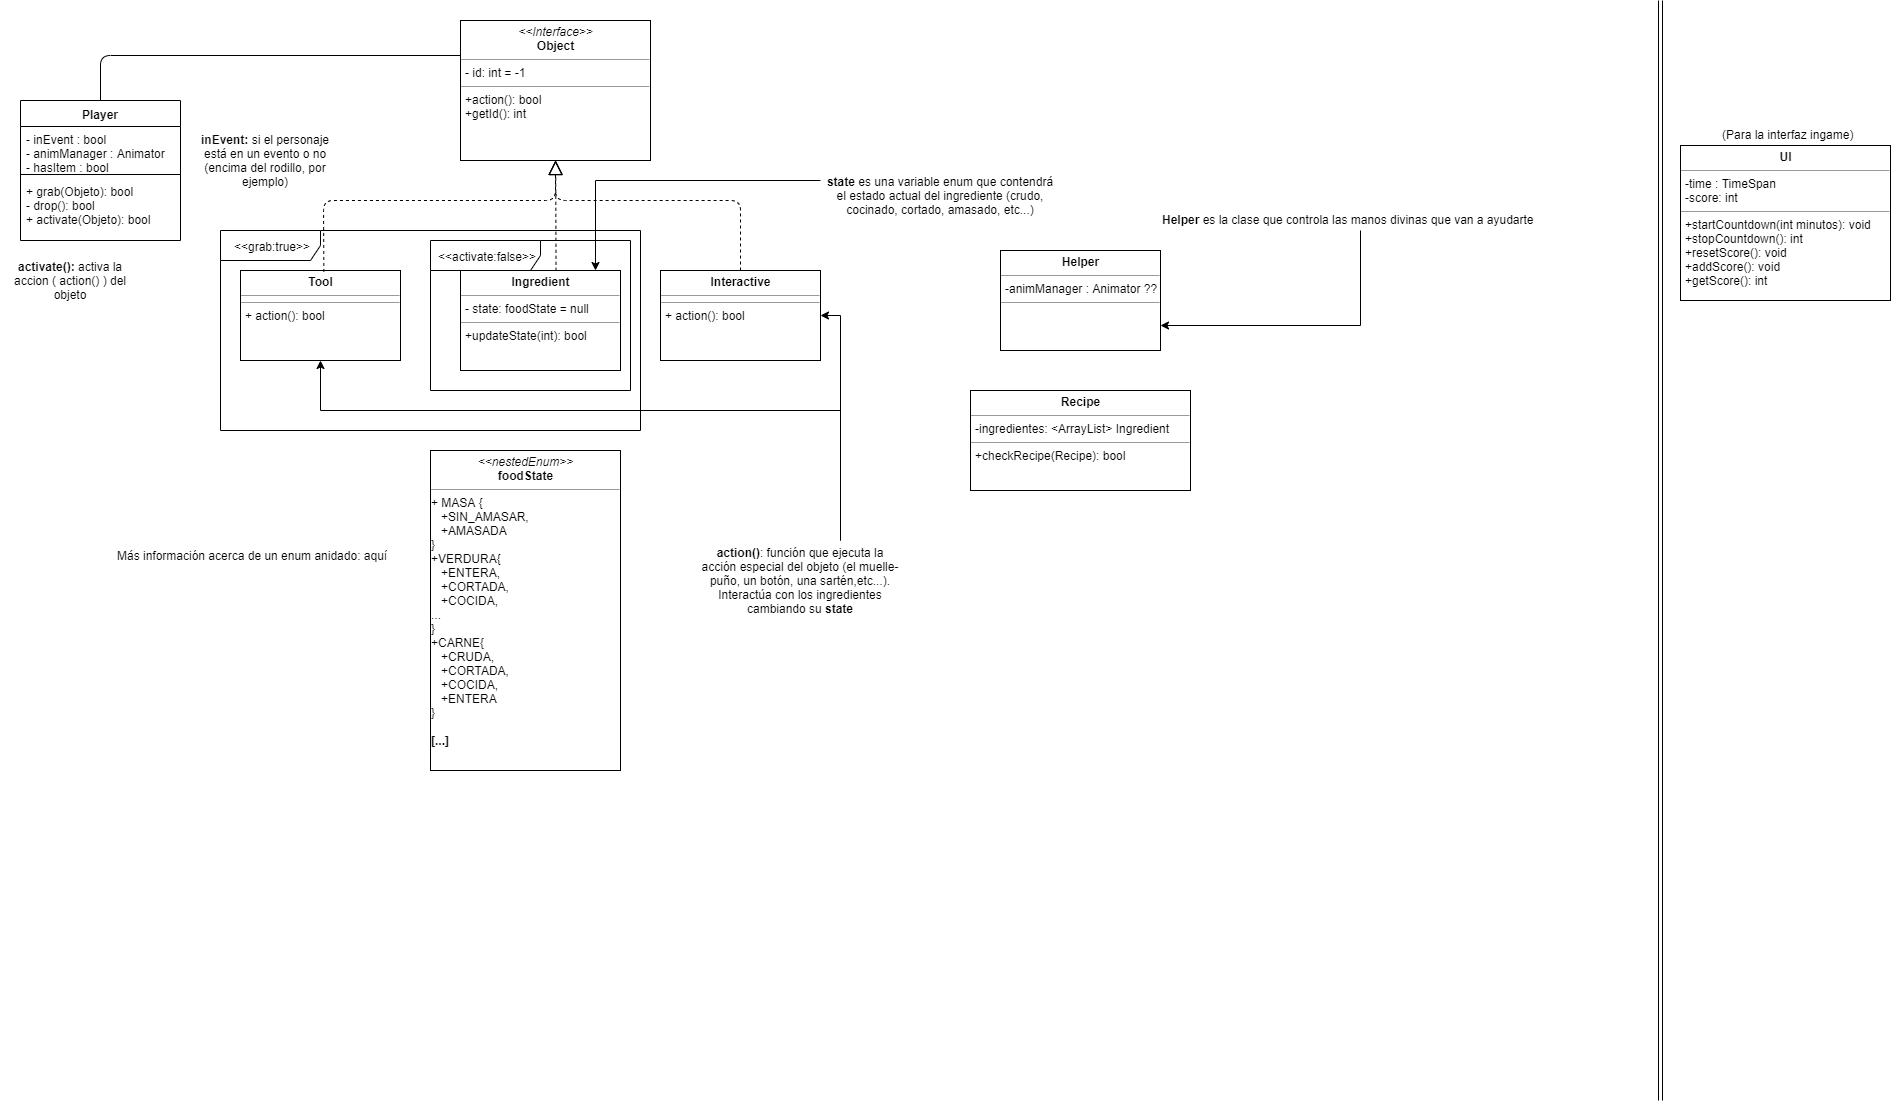 <<Interface>>
Object
- id: int = -1
+action(): bool
+getId(): int
Player
- inEvent : bool
- animManager : Animator
- hasItem : bool
+ grab(Objeto): bool
- drop(): bool
+ activate(Objeto): bool
inEvent: si el personaje
está en un evento o no
(encima del rodillo, por
ejemplo)
activate(): activa la
accion ( action() ) del
objeto
state es una variable enum que contendrá
el estado actual del ingrediente (crudo,
cocinado, cortado, amasado, etc...)
<<grab:true>>
<<activate:false>>
Tool
+ action(): bool
Ingredient
- state: foodState = null
+updateState(int): bool
Interactive
+ action(): bool
<<nestedEnum>>
foodState
+ MASA {
+SIN_AMASAR,
+AMASADA
}
+VERDURA{
+ENTERA,
+CORTADA,
+COCIDA,
...
}
+CARNE{
+CRUDA,
+CORTADA,
+COCIDA,
+ENTERA
}
[...]
Más información acerca de un enum anidado: aquí
action(): función que ejecuta la
acción especial del objeto (el muelle-
puño, un botón, una sartén,etc...).
Interactúa con los ingredientes
cambiando su state
Helper es la clase que controla las manos divinas que van a ayudarte
Helper
-animManager : Animator ??
Recipe
-ingredientes: <ArrayList> Ingredient
+checkRecipe(Recipe): bool
(Para la interfaz ingame)
UI
-time : TimeSpan
-score: int
+startCountdown(int minutos): void
+stopCountdown(): int
+resetScore(): void
+addScore(): void
+getScore(): int